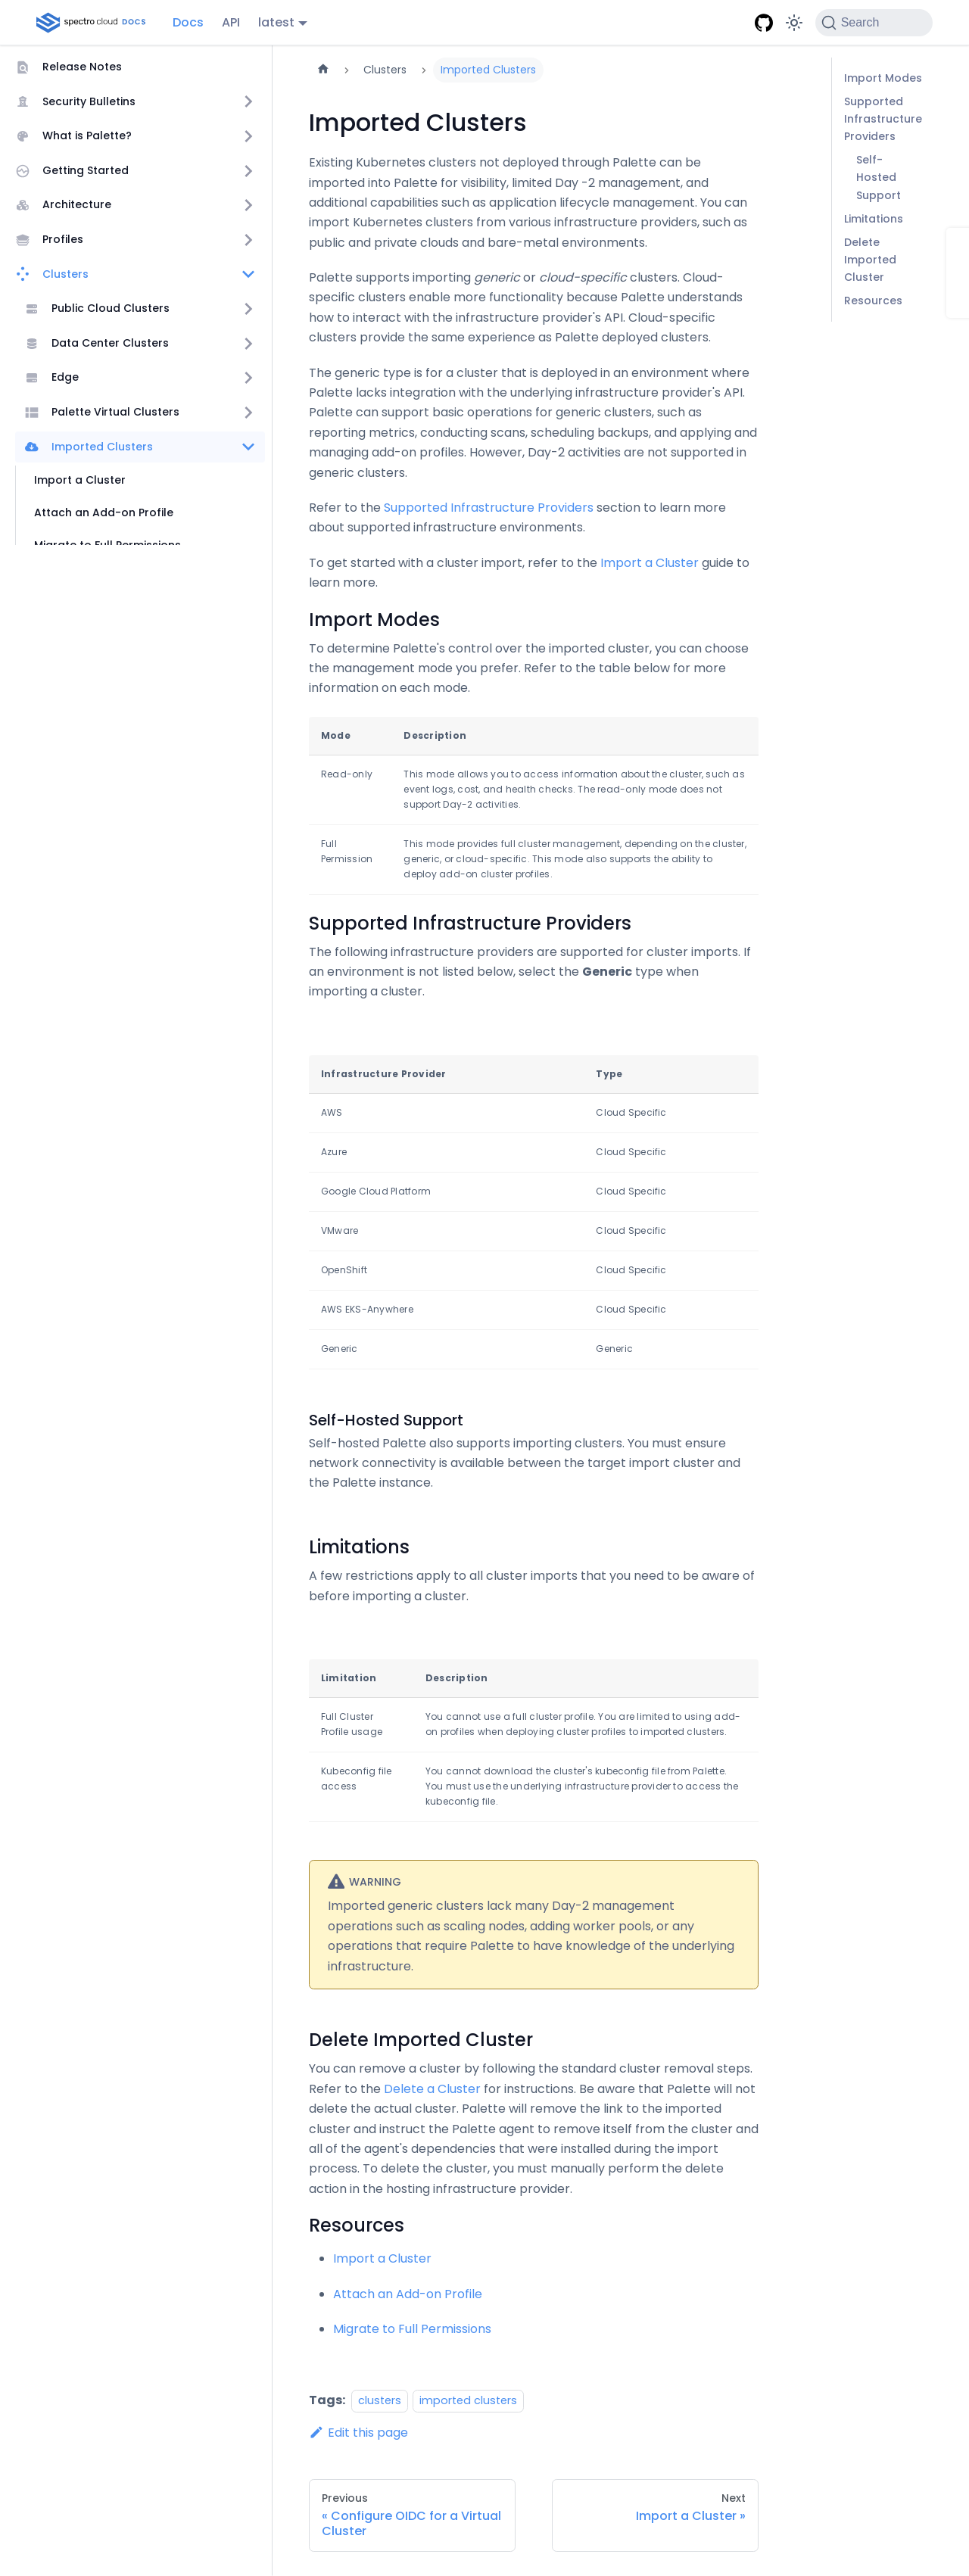 spectro cloud DOCS
Docs
API
latest
Search
Release Notes
Security Bulletins
What is Palette?
Getting Started
Architecture
Profiles
Clusters
Public Cloud Clusters
Data Center Clusters
Edge
Palette Virtual Clusters
Imported Clusters
Import a Cluster
Attach an Add-on Profile
Migrate to Full Permissions
Clusters
Imported Clusters
Imported Clusters
Existing Kubernetes clusters not deployed through Palette can be
imported into Palette for visibility, limited Day -2 management, and
additional capabilities such as application lifecycle management. You can
import Kubernetes clusters from various infrastructure providers, such as
public and private clouds and bare-metal environments.
Palette supports importing generic or cloud-specific clusters. Cloud-
specific clusters enable more functionality because Palette understands
how to interact with the infrastructure provider's API. Cloud-specific
clusters provide the same experience as Palette deployed clusters.
The generic type is for a cluster that is deployed in an environment where
Palette lacks integration with the underlying infrastructure provider's API.
Palette can support basic operations for generic clusters, such as
reporting metrics, conducting scans, scheduling backups, and applying and
managing add-on profiles. However, Day-2 activities are not supported in
generic clusters.
Refer to the Supported Infrastructure Providers section to learn more
about supported infrastructure environments.
To get started with a cluster import, refer to the Import a Cluster guide to
learn more.
Import Modes
To determine Palette's control over the imported cluster, you can choose
the management mode you prefer. Refer to the table below for more
information on each mode.
Mode Description
Read-only This mode allows you to access information about the cluster, such as
event logs, cost, and health checks. The read-only mode does not
support Day-2 activities.
Full This mode provides full cluster management, depending on the cluster,
Permission generic, or cloud-specific. This mode also supports the ability to
deploy add-on cluster profiles.
Supported Infrastructure Providers
The following infrastructure providers are supported for cluster imports. If
an environment is not listed below, select the Generic type when
importing a cluster.
Infrastructure Provider Type
AWS Cloud Specific
Azure Cloud Specific
Google Cloud Platform Cloud Specific
VMware Cloud Specific
OpenShift Cloud Specific
AWS EKS-Anywhere Cloud Specific
Generic Generic
Self-Hosted Support
Self-hosted Palette also supports importing clusters. You must ensure
network connectivity is available between the target import cluster and
the Palette instance.
Limitations
A few restrictions apply to all cluster imports that you need to be aware of
before importing a cluster.
Limitation Description
Full Cluster You cannot use a full cluster profile. You are limited to using add-
Profile usage on profiles when deploying cluster profiles to imported clusters.
Kubeconfig file You cannot download the cluster's kubeconfig file from Palette.
access You must use the underlying infrastructure provider to access the
kubeconfig file.
WARNING
Imported generic clusters lack many Day-2 management
operations such as scaling nodes, adding worker pools, or any
operations that require Palette to have knowledge of the underlying
infrastructure.
Delete Imported Cluster
You can remove a cluster by following the standard cluster removal steps.
Refer to the Delete a Cluster for instructions. Be aware that Palette will not
delete the actual cluster. Palette will remove the link to the imported
cluster and instruct the Palette agent to remove itself from the cluster and
all of the agent's dependencies that were installed during the import
process. To delete the cluster, you must manually perform the delete
action in the hosting infrastructure provider.
Resources
Import a Cluster
Attach an Add-on Profile
Migrate to Full Permissions
Tags: clusters imported clusters
Edit this page
Previous
« Configure OIDC for a Virtual
Cluster
Next
Import a Cluster »
Import Modes
Supported
Infrastructure
Providers
Self-
Hosted
Support
Limitations
Delete
Imported
Cluster
Resources